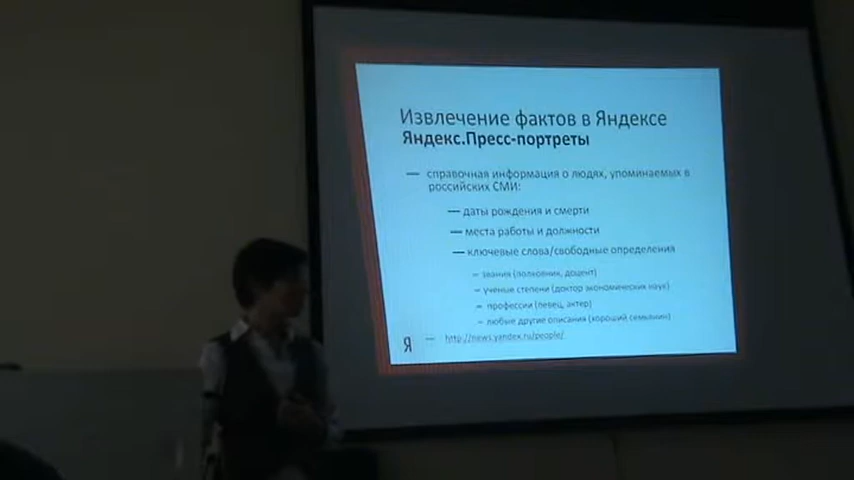 Извлечение фактов в Яндексе
Яндекс.Пресс-портреты
— справочная информация о людях, упоминаемых в
российских СМИ:
— даты рождения и смерти
— места работы и должности
— ключевые слова/свободные определения
– звания (полковник, доцент)
– ученые степени (доктор экономических наук)
– профессии (певец, актер)
– любые другие описания (хороший семьянин)
— http://news.yandex.ru/people/
Я